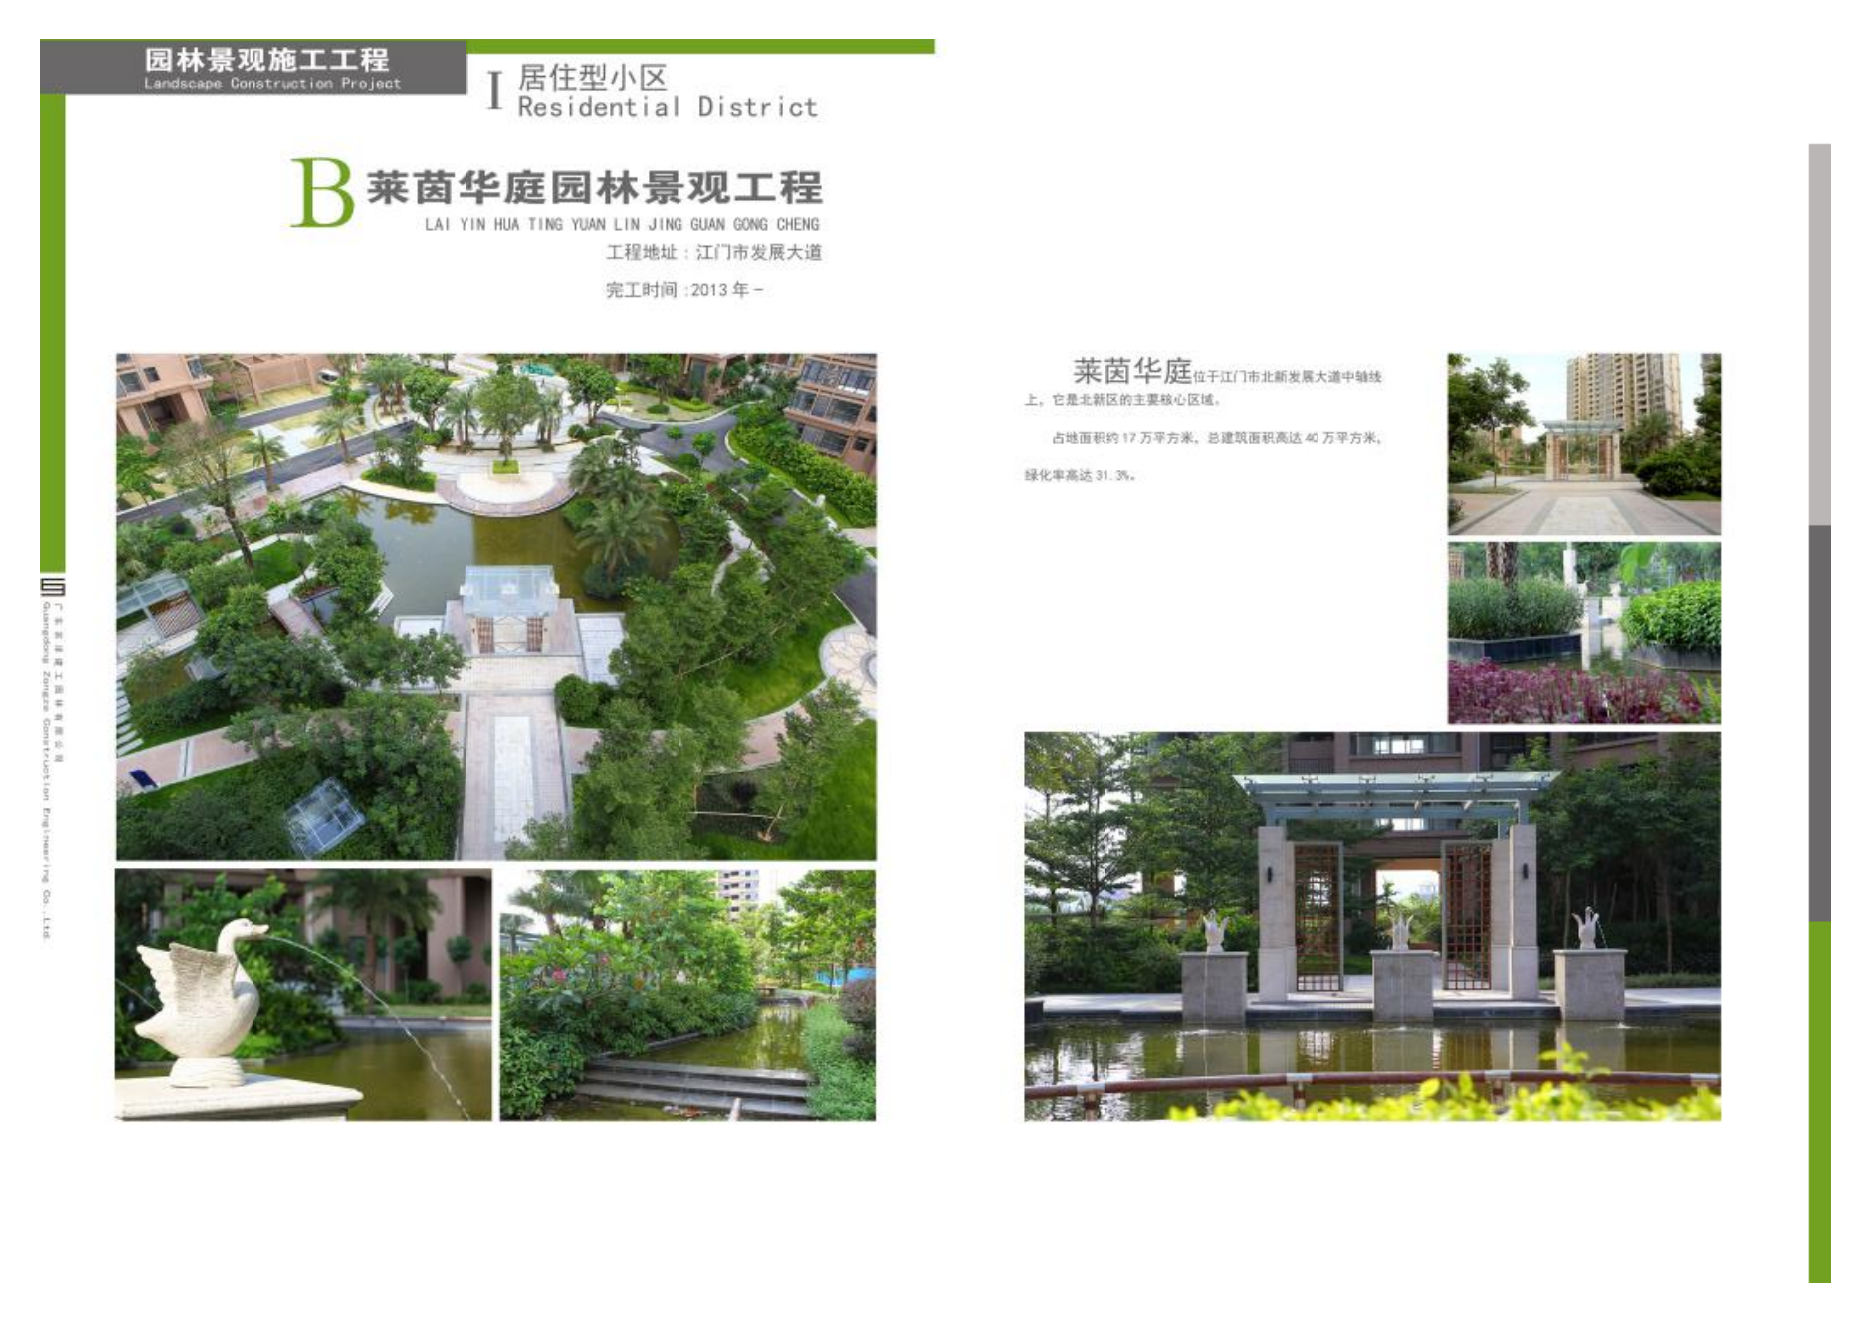 园林景观施工工程
Landscape Construction Project
I 居住型小区
Residential District
B 莱茵华庭园林景观工程
LAI YIN HUA TING YUAN LIN JING GUAN GONG CHENG
工程地址：江门市发展大道
完工时间：2013 年－
莱茵华庭位于江门市北新发展大道中轴线
上，它是北新区的主要核心区域。
占地面积约 17 万平方米，总建筑面积高达 40 万平方米，
绿化率高达 31.3%。
Guangdong Zongze Construction Engineering Co.,Ltd.